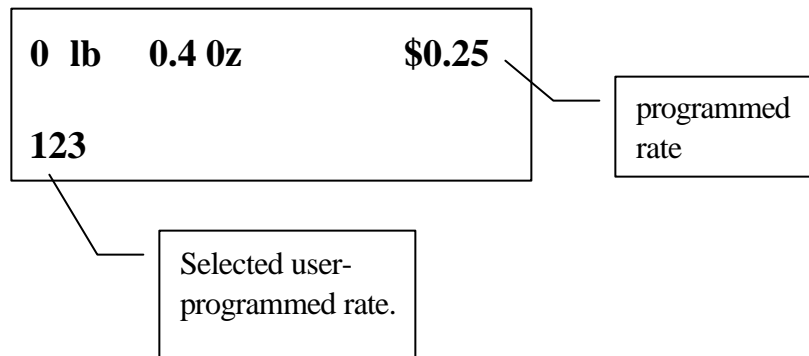 0 lb 0.4 0z $0.25
123
programmed
rate
Selected user-
programmed rate.